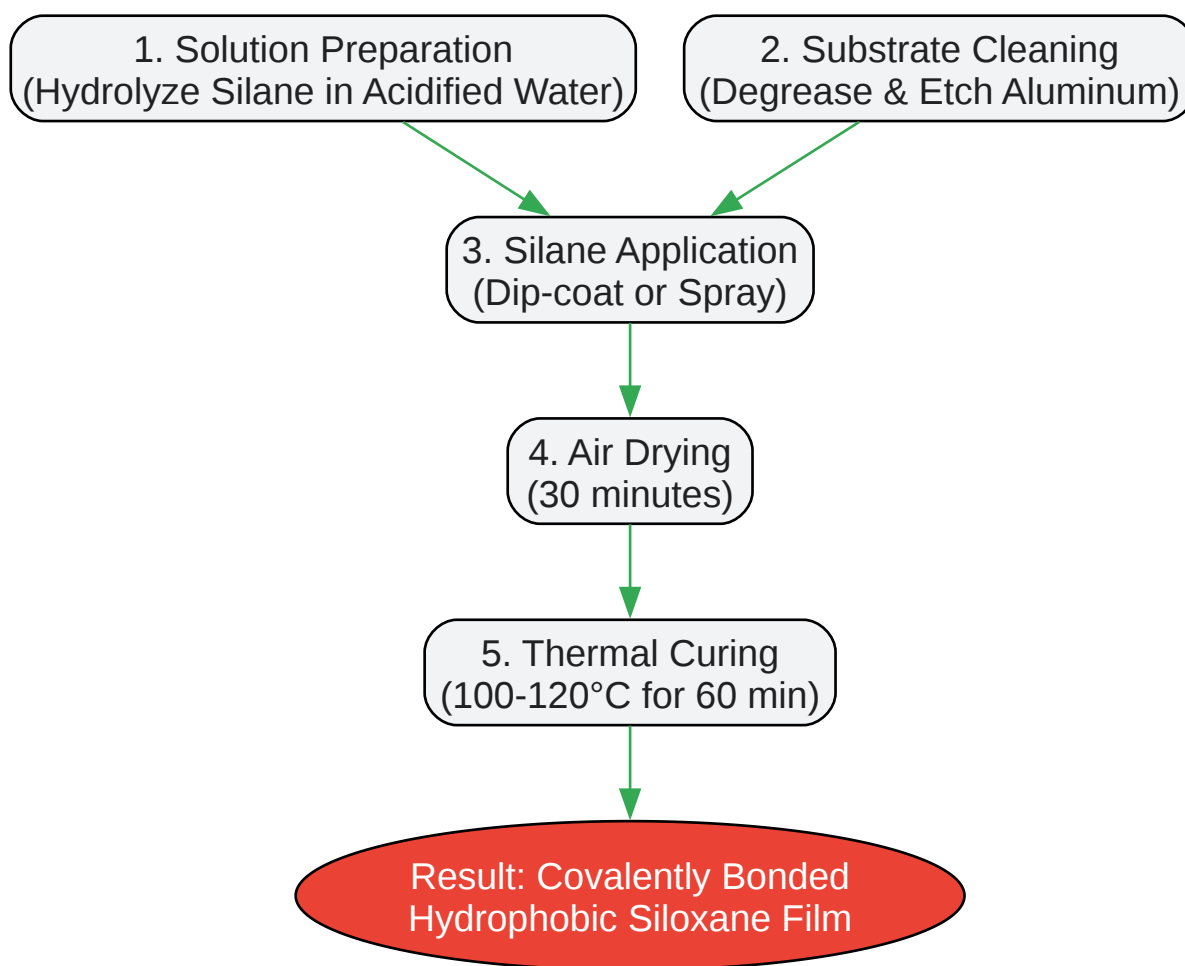 1. Solution Preparation
(Hydrolyze Silane in Acidified Water)
2. Substrate Cleaning
(Degrease & Etch Aluminum)
3. Silane Application
(Dip-coat or Spray)
4. Air Drying
(30 minutes)
5. Thermal Curing
(100-120°C for 60 min)
Result: Covalently Bonded
Hydrophobic Siloxane Film